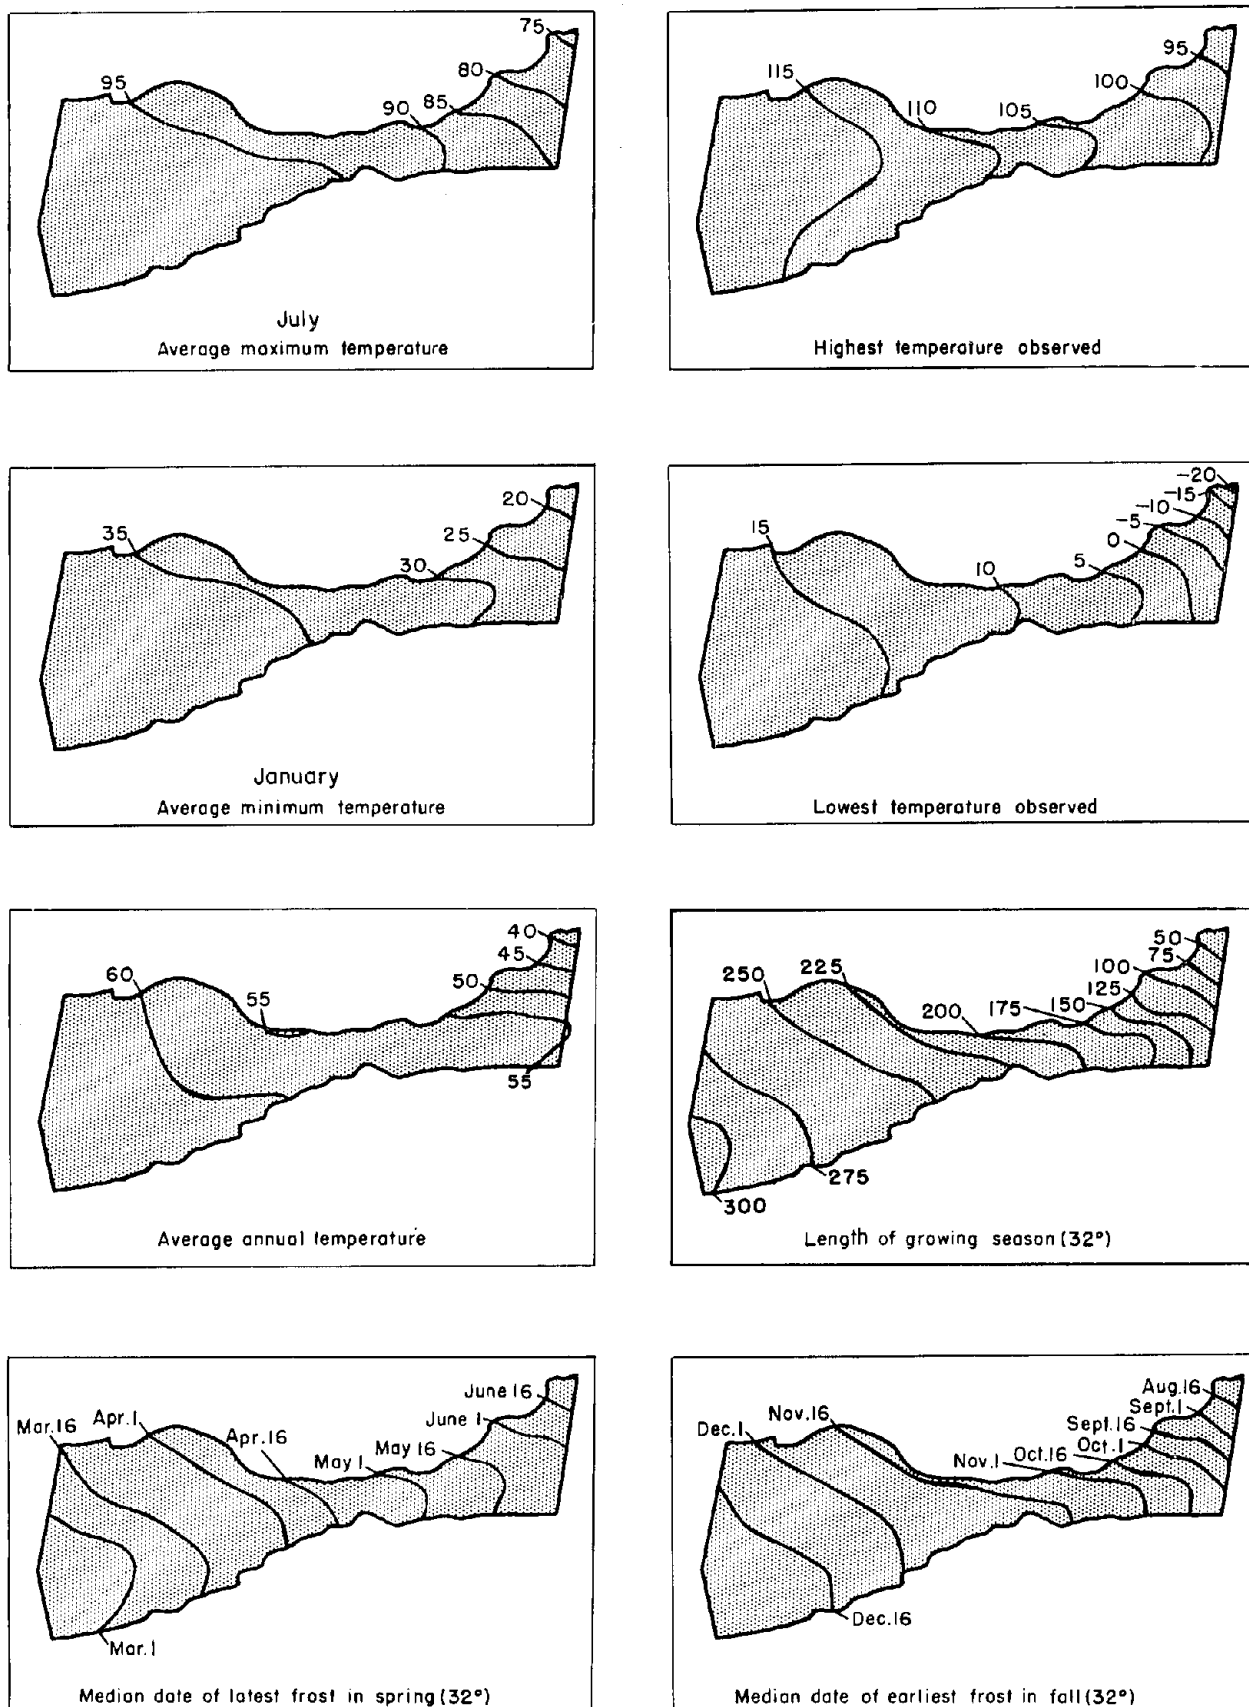 75
80
85
90
95
July
Average maximum temperature
95
100
105
110
115
Highest temperature observed
20
25
30
35
January
Average minimum temperature
-20
-15
-10
-5
0
5
10
15
Lowest temperature observed
40
45
50
55
60
55
Average annual temperature
50
75
100
125
150
175
200
225
250
275
300
Length of growing season (32°)
June 16
June 1
May 16
May 1
Apr. 16
Apr. 1
Mar. 16
Mar. 1
Median date of latest frost in spring (32°)
Aug. 16
Sept. 1
Sept. 16
Oct. 1
Oct. 16
Nov. 1
Nov. 16
Dec. 1
Dec. 16
Median date of earliest frost in fall (32°)